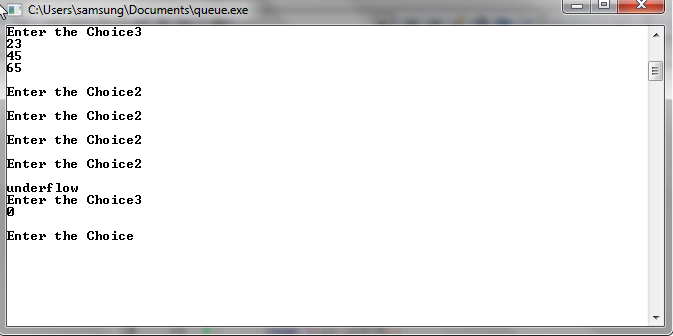 C:\Users\samsung\Documents\queue.exe
Enter the Choice3
23
45
65
Enter the Choice2
Enter the Choice2
Enter the Choice2
Enter the Choice2
underflow
Enter the Choice3
0
Enter the Choice